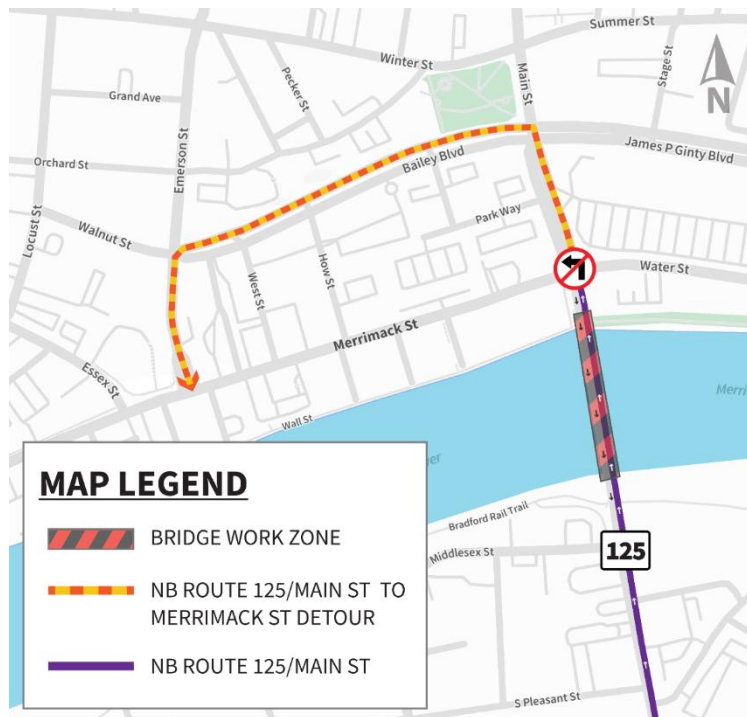 Summer St
Winter St
Main St
Stage St
Pecker St
Grand Ave
N
Emerson St
James P Ginty Blvd
Bailey Blvd
Orchard St
Locust St
Walnut St
Park Way
How St
West St
Water St
Merrimack St
Essex St
Wall St
Merri
MAP LEGEND
BRIDGE WORK ZONE
NB ROUTE 125/MAIN ST TO
MERRIMACK ST DETOUR
NB ROUTE 125/MAIN ST
Bradford Rail Trail
Middlesex St
125
S Pleasant St